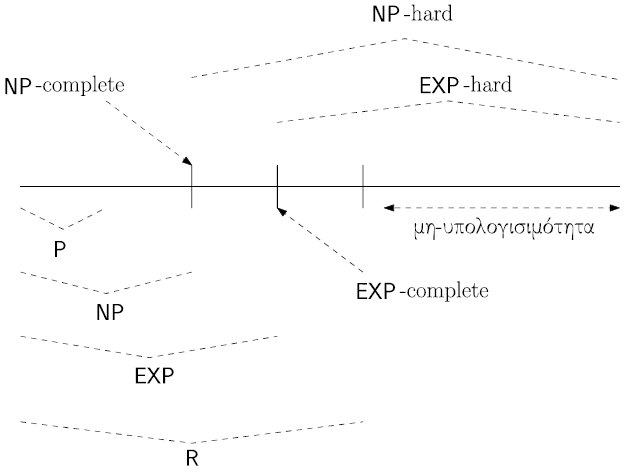 NP-hard
NP-complete
EXP-hard
μη-υπολογισιμότητα
P
EXP-complete
NP
EXP
R